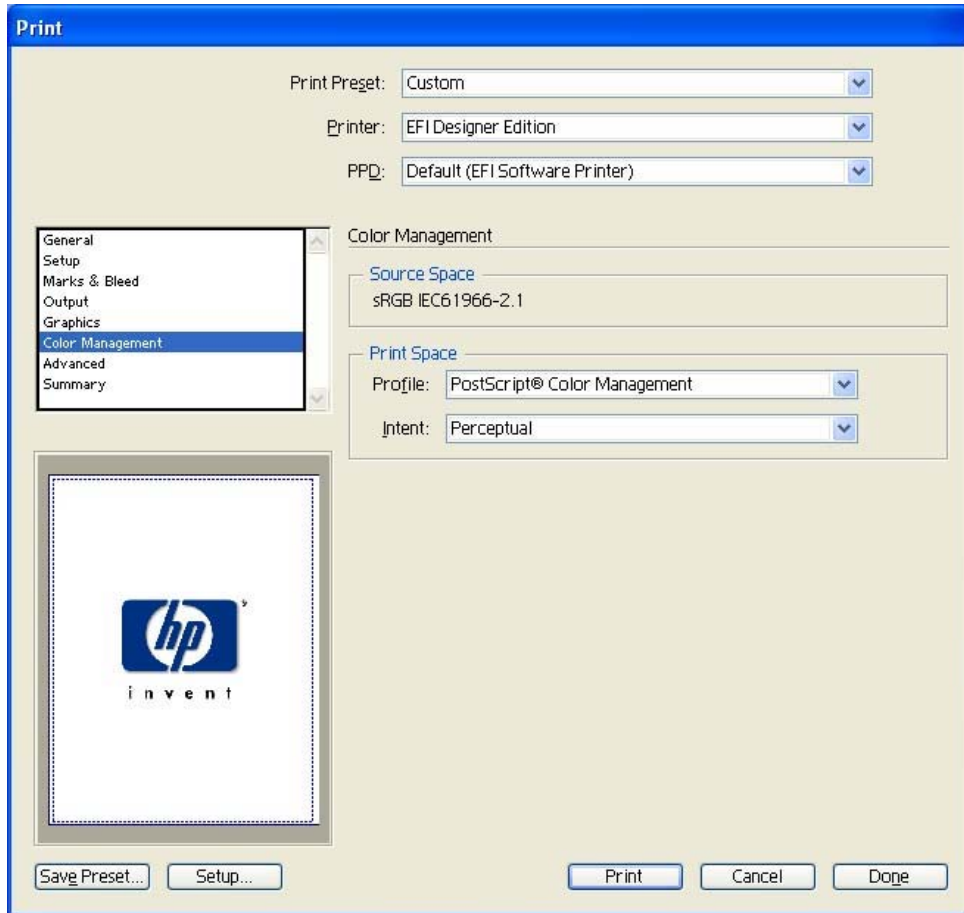 Print
Print Preset: Custom
Printer: EFI Designer Edition
PPD: Default (EFI Software Printer)
General
Setup
Marks & Bleed
Output
Graphics
Color Management
Advanced
Summary
Color Management
Source Space
sRGB IEC61966-2.1
Print Space
Profile: PostScript® Color Management
Intent: Perceptual
hp
invent
Save Preset... Setup... Print Cancel Done